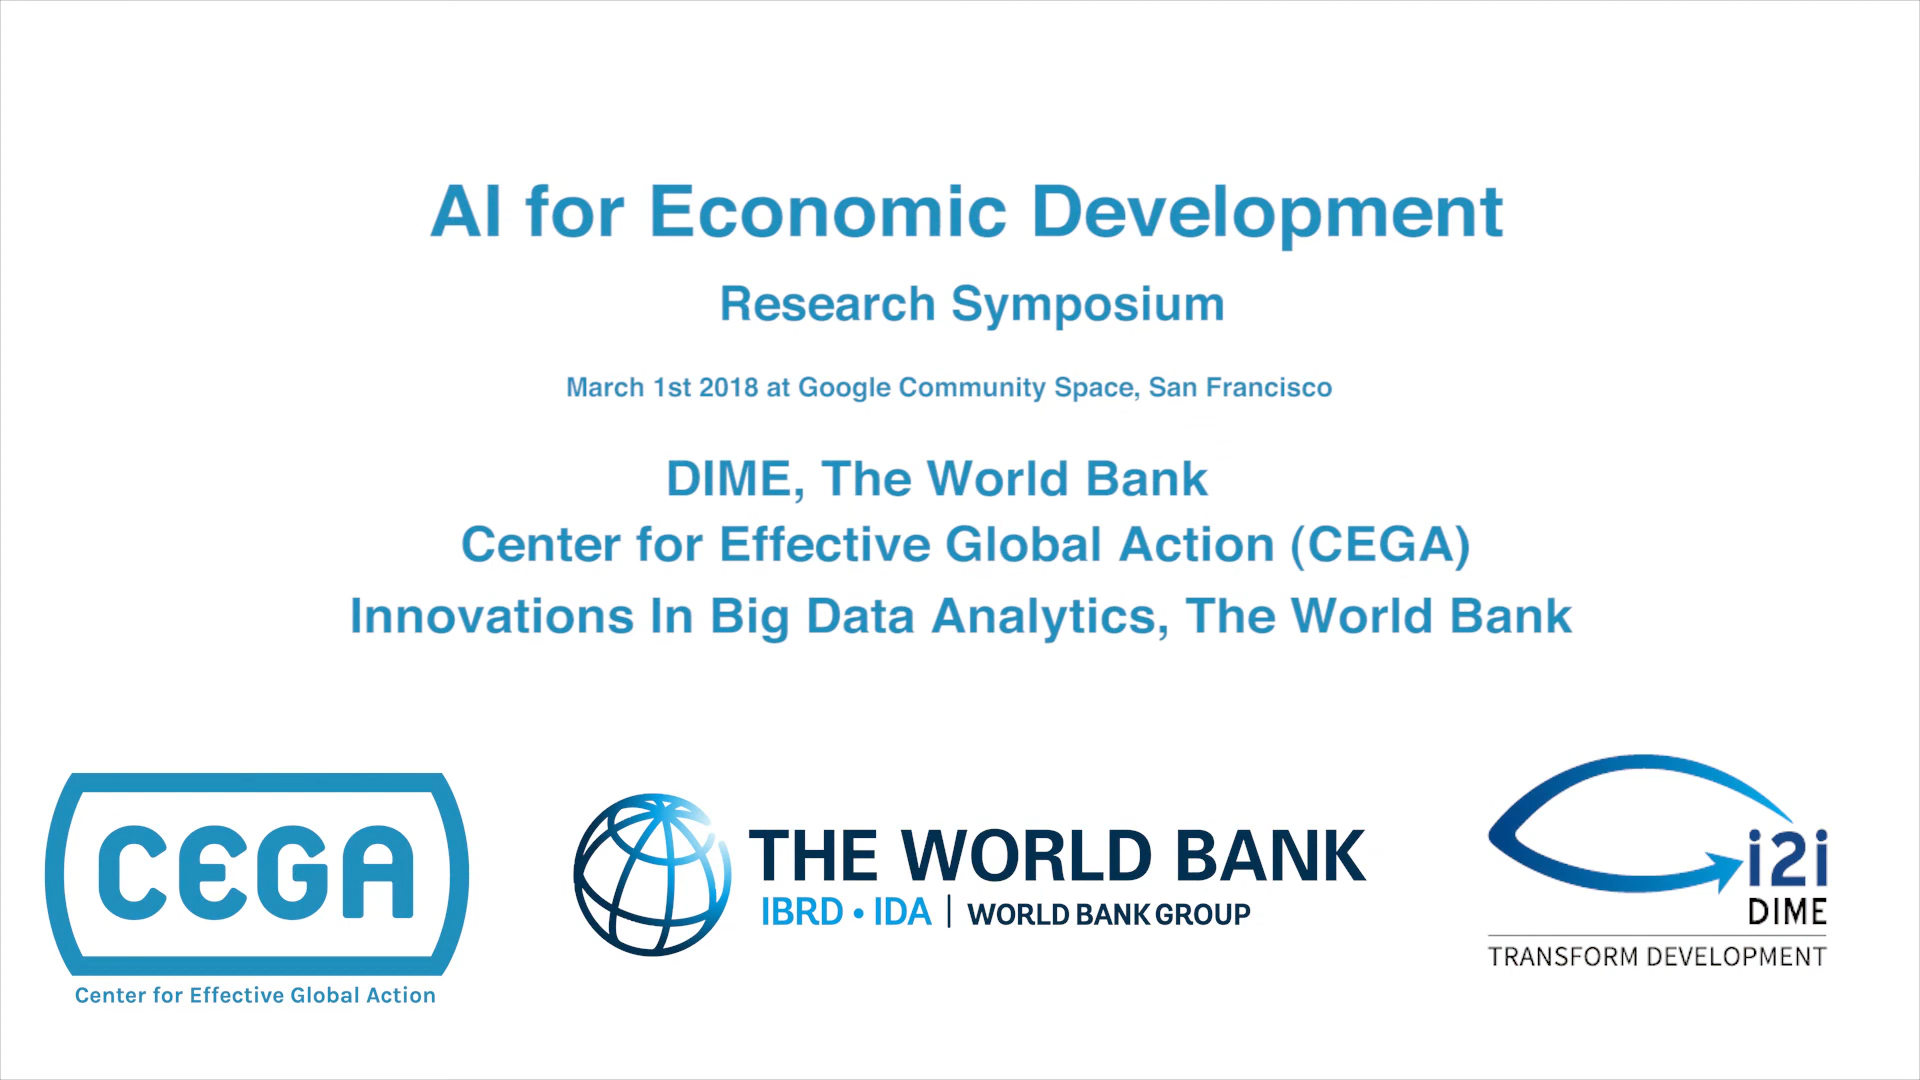 AI for Economic Development
Research Symposium
March 1st 2018 at Google Community Space, San Francisco
DIME, The World Bank
Center for Effective Global Action (CEGA)
Innovations In Big Data Analytics, The World Bank
CEGA
Center for Effective Global Action
THE WORLD BANK
IBRD • IDA | WORLD BANK GROUP
i2i
DIME
TRANSFORM DEVELOPMENT